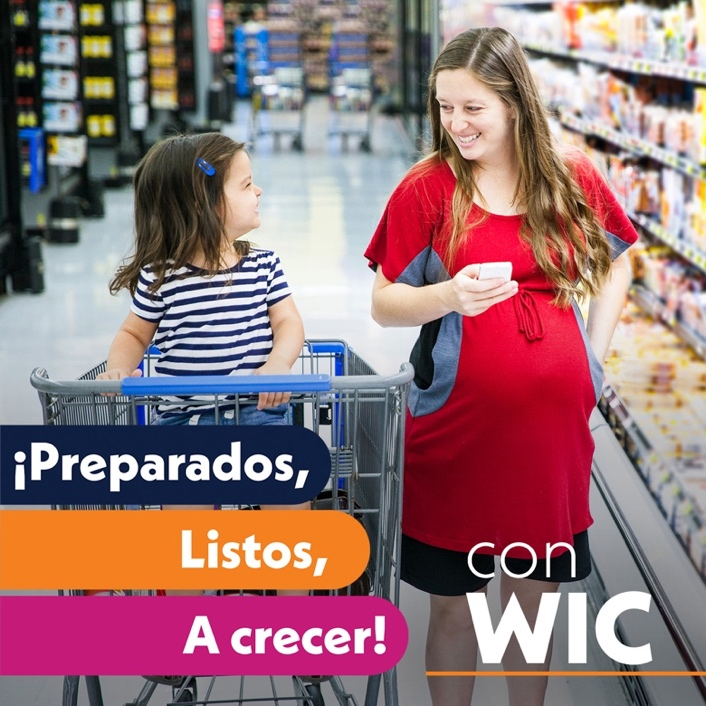 ¡Preparados,
Listos,
A crecer!
con
WIC